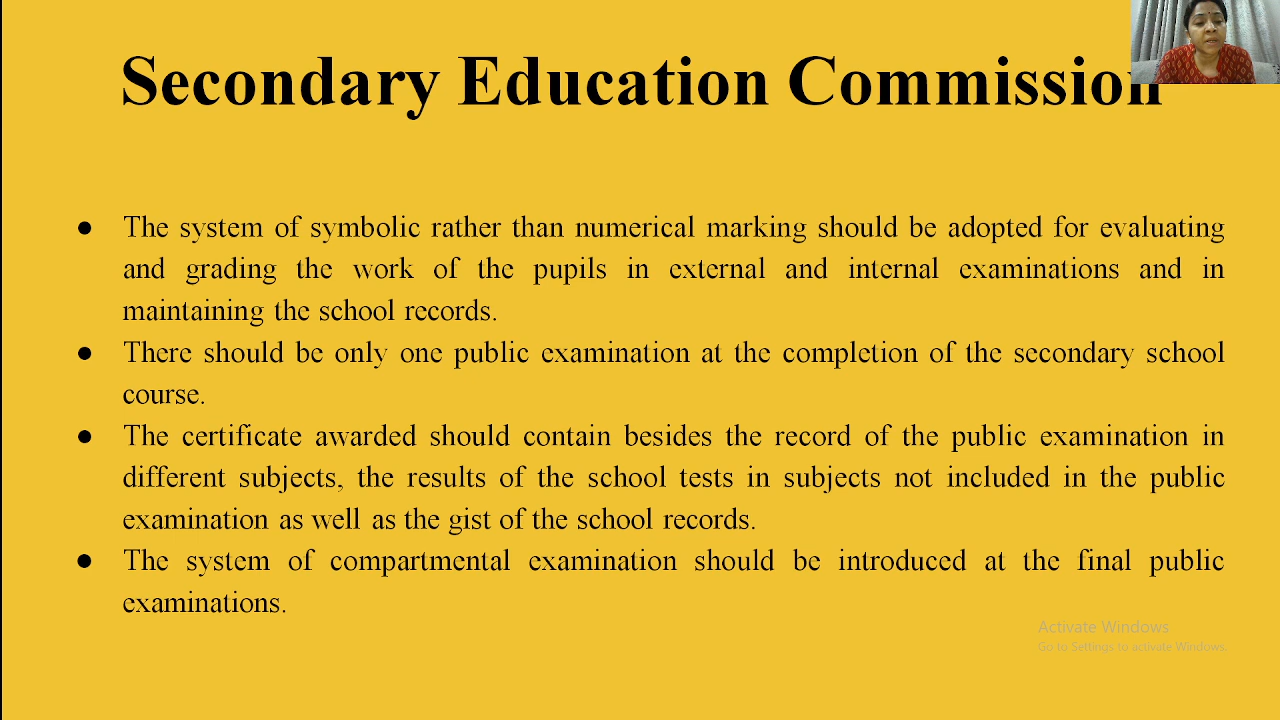 Secondary Education Commission
● The system of symbolic rather than numerical marking should be adopted for evaluating
and grading the work of the pupils in external and internal examinations and in
maintaining the school records.
● There should be only one public examination at the completion of the secondary school
course.
● The certificate awarded should contain besides the record of the public examination in
different subjects, the results of the school tests in subjects not included in the public
examination as well as the gist of the school records.
● The system of compartmental examination should be introduced at the final public
examinations.
Activate Windows
Go to Settings to activate Windows.